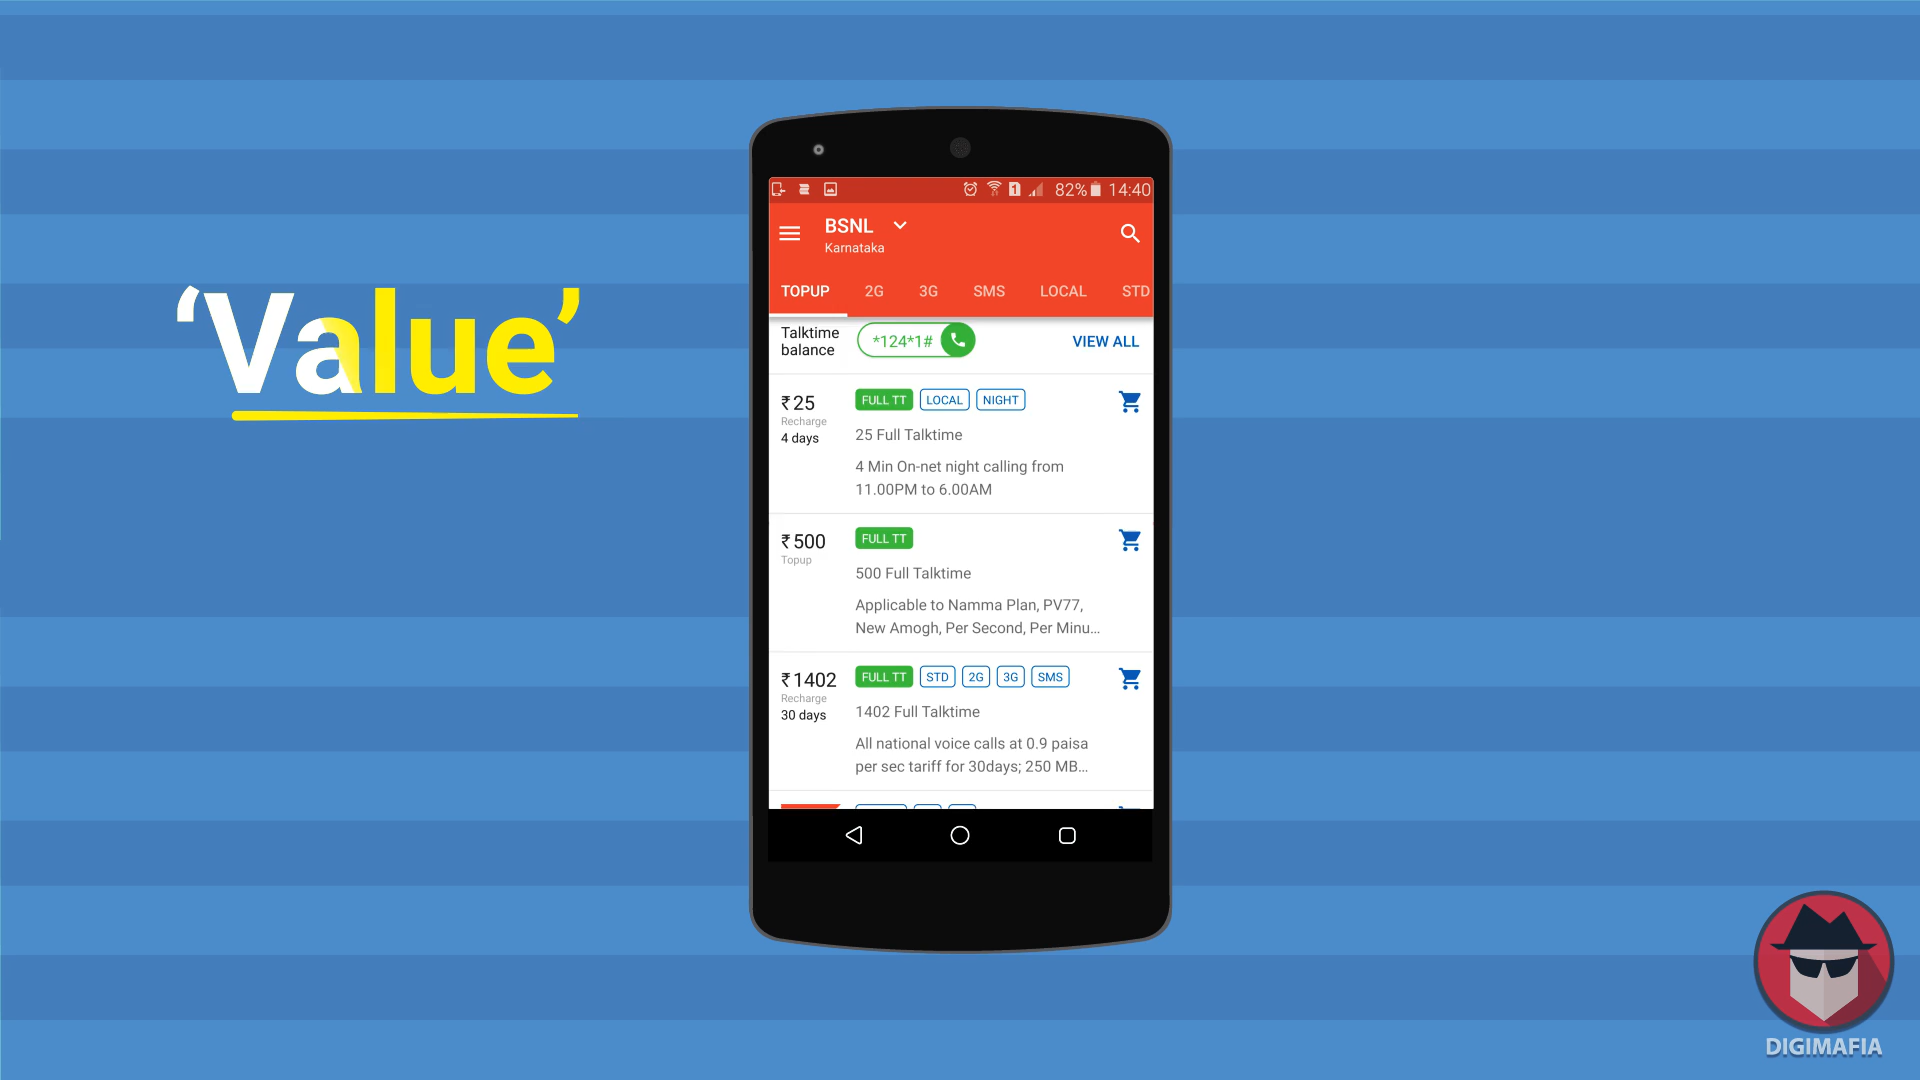 ‘Value’
82% 14:40
BSNL
Karnataka
TOPUP 2G 3G SMS LOCAL STD
Talktime
balance
*124*1#
VIEW ALL
₹25
Recharge
4 days
FULL TT LOCAL NIGHT
25 Full Talktime
4 Min On-net night calling from
11.00PM to 6.00AM
₹500
Topup
FULL TT
500 Full Talktime
Applicable to Namma Plan, PV77,
New Amogh, Per Second, Per Minu...
₹1402
Recharge
30 days
FULL TT STD 2G 3G SMS
1402 Full Talktime
All national voice calls at 0.9 paisa
per sec tariff for 30days; 250 MB...
DIGIMAFIA